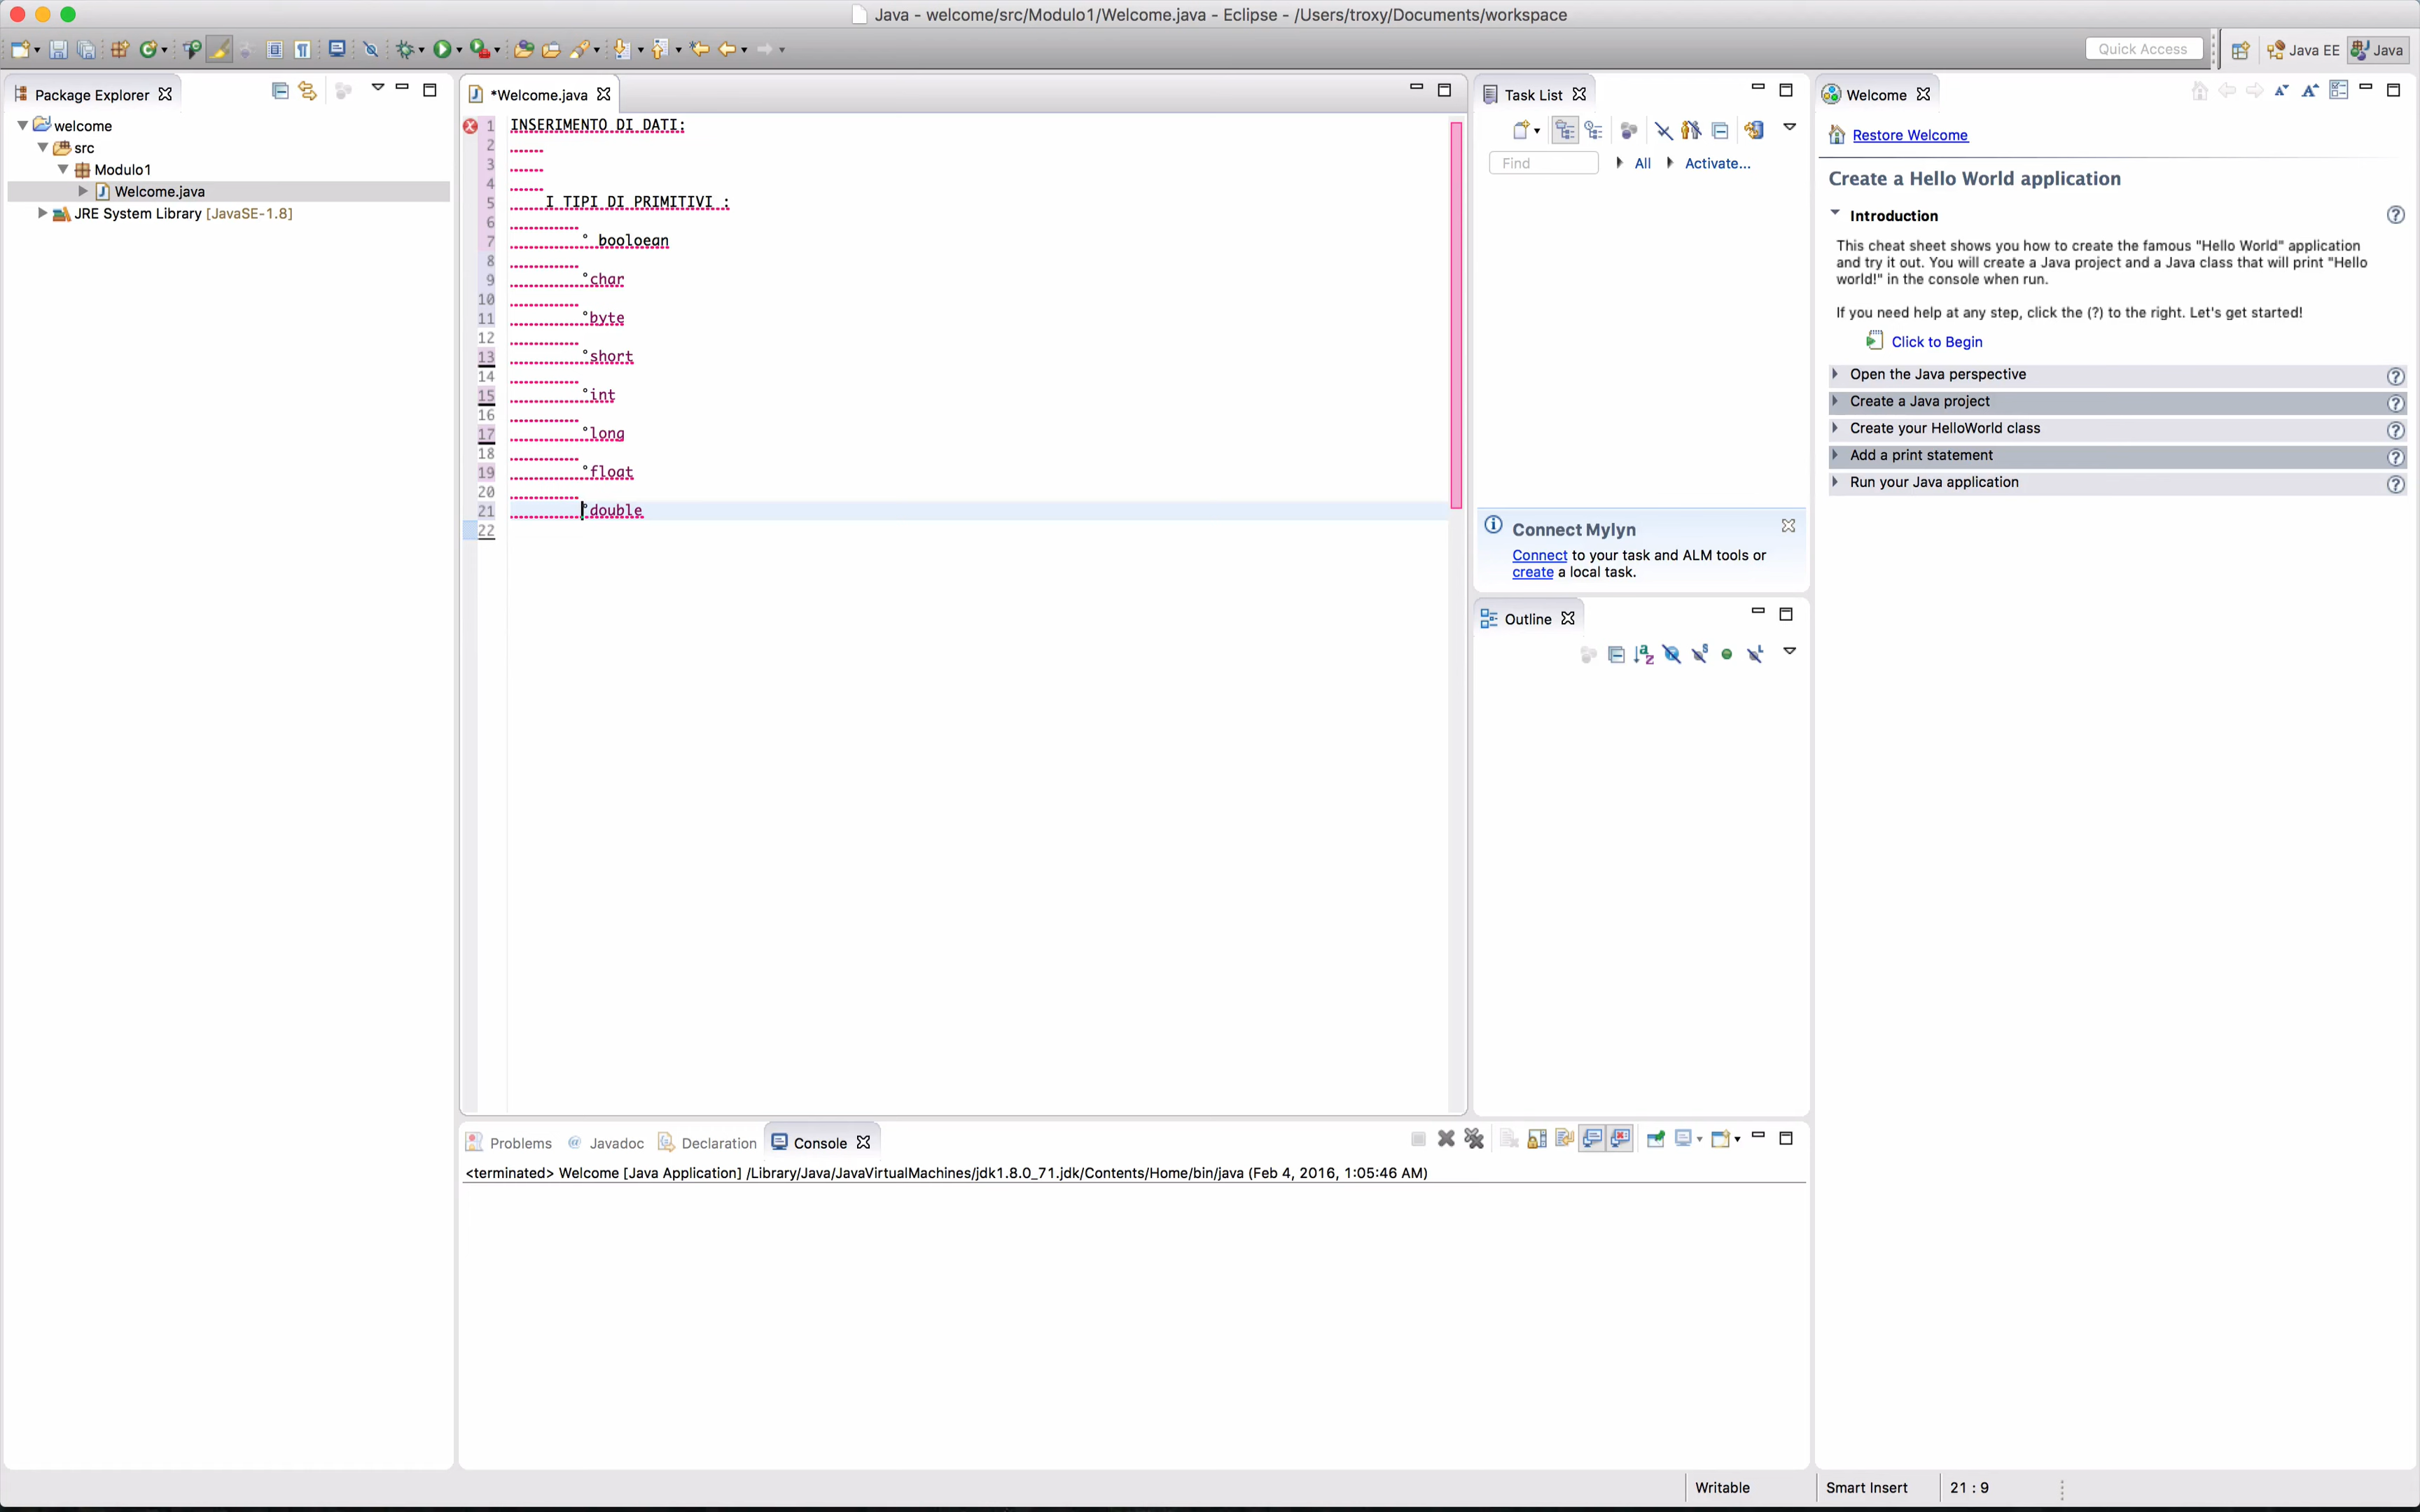 Java - welcome/src/Modulo1/Welcome.java - Eclipse - /Users/troxy/Documents/workspace
Quick Access
Java EE
Java
Package Explorer
welcome
src
Modulo1
Welcome.java
JRE System Library [JavaSE-1.8]
*Welcome.java
1 INSERIMENTO DI DATI:
2
3
4
5 I TIPI DI PRIMITIVI :
6
7 ° booloean
8
9 °char
10
11 °byte
12
13 °short
14
15 °int
16
17 °long
18
19 °float
20
21 °double
22
Task List
Find
All
Activate...
Connect Mylyn
Connect to your task and ALM tools or
create a local task.
Outline
Welcome
Restore Welcome
Create a Hello World application
Introduction
This cheat sheet shows you how to create the famous "Hello World" application
and try it out. You will create a Java project and a Java class that will print "Hello
world!" in the console when run.
If you need help at any step, click the (?) to the right. Let's get started!
Click to Begin
Open the Java perspective
Create a Java project
Create your HelloWorld class
Add a print statement
Run your Java application
Problems
Javadoc
Declaration
Console
<terminated> Welcome [Java Application] /Library/Java/JavaVirtualMachines/jdk1.8.0_71.jdk/Contents/Home/bin/java (Feb 4, 2016, 1:05:46 AM)
Writable
Smart Insert
21 : 9